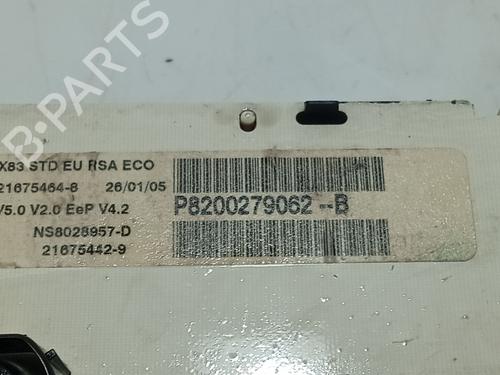 X83 STD EU RSA ECO
21675464-8 26/01/05
V5.0 V2.0 EeP V4.2
NS8028957-D
21675442-9
P8200279062--B
B-PARTS